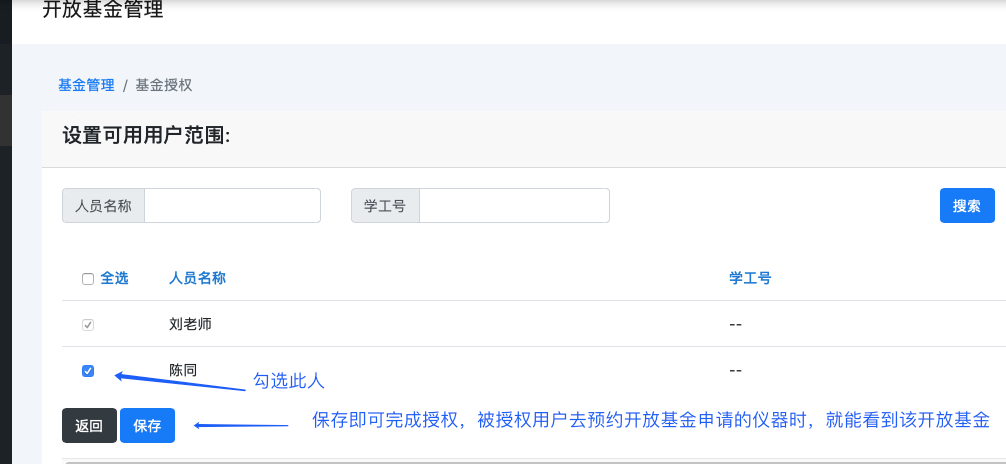 开放基金管理
基金管理 / 基金授权
设置可用用户范围:
人员名称 学工号 搜索
全选 人员名称 学工号
刘老师 --
陈同 --
勾选此人
返回 保存 保存即可完成授权，被授权用户去预约开放基金申请的仪器时，就能看到该开放基金